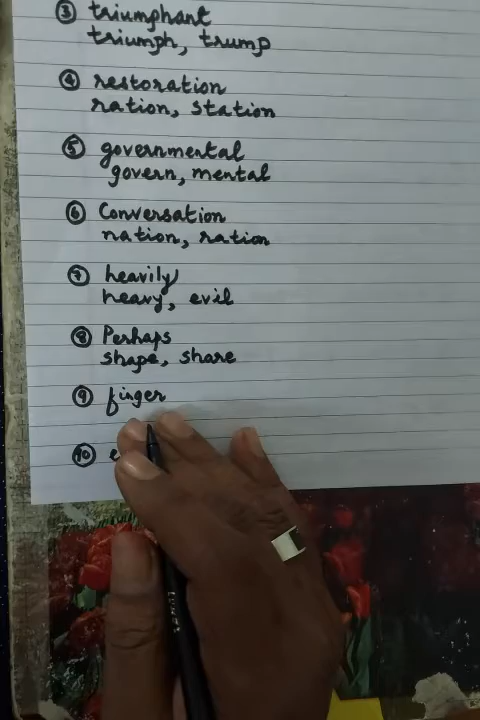 ③ triumphant
triumph, trump
④ restoration
ration, station
⑤ governmental
govern, mental
⑥ Conversation
nation, ration
⑦ heavily
heavy, evil
⑧ Perhaps
shape, share
⑨ finger
⑩